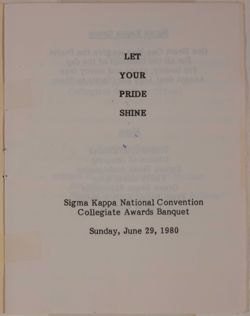 LET
YOUR
PRIDE
SHINE
Sigma Kappa National Convention
Collegiate Awards Banquet
Sunday, June 29, 1980